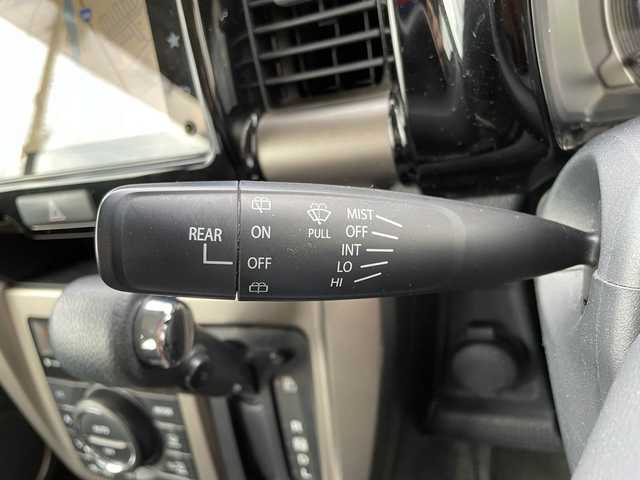 REAR
ON
OFF
PULL
MIST
OFF
INT
LO
HI